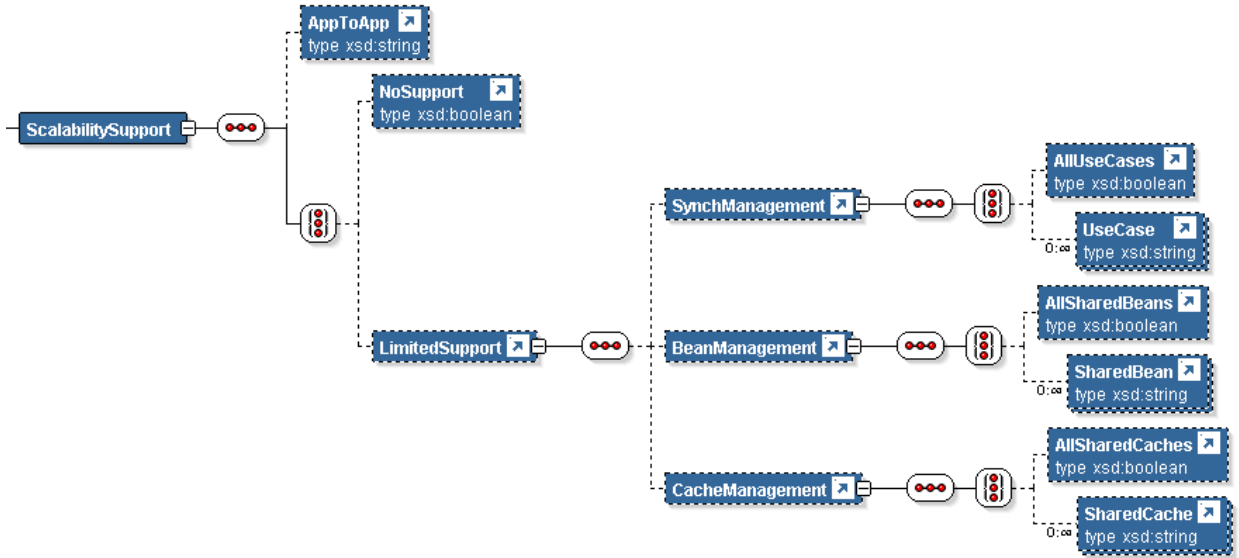 AppToApp
type xsd:string
NoSupport
type xsd:boolean
ScalabilitySupport
AllUseCases
type xsd:boolean
SynchManagement
UseCase
0:∞
type xsd:string
AllSharedBeans
type xsd:boolean
LimitedSupport
BeanManagement
SharedBean
0:∞
type xsd:string
AllSharedCaches
type xsd:boolean
CacheManagement
SharedCache
0:∞
type xsd:string